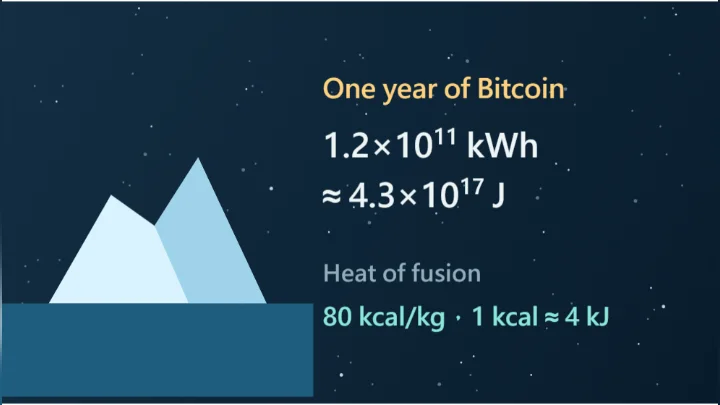 One year of Bitcoin
1.2×10¹¹ kWh
≈ 4.3×10¹⁷ J
Heat of fusion
80 kcal/kg · 1 kcal ≈ 4 kJ